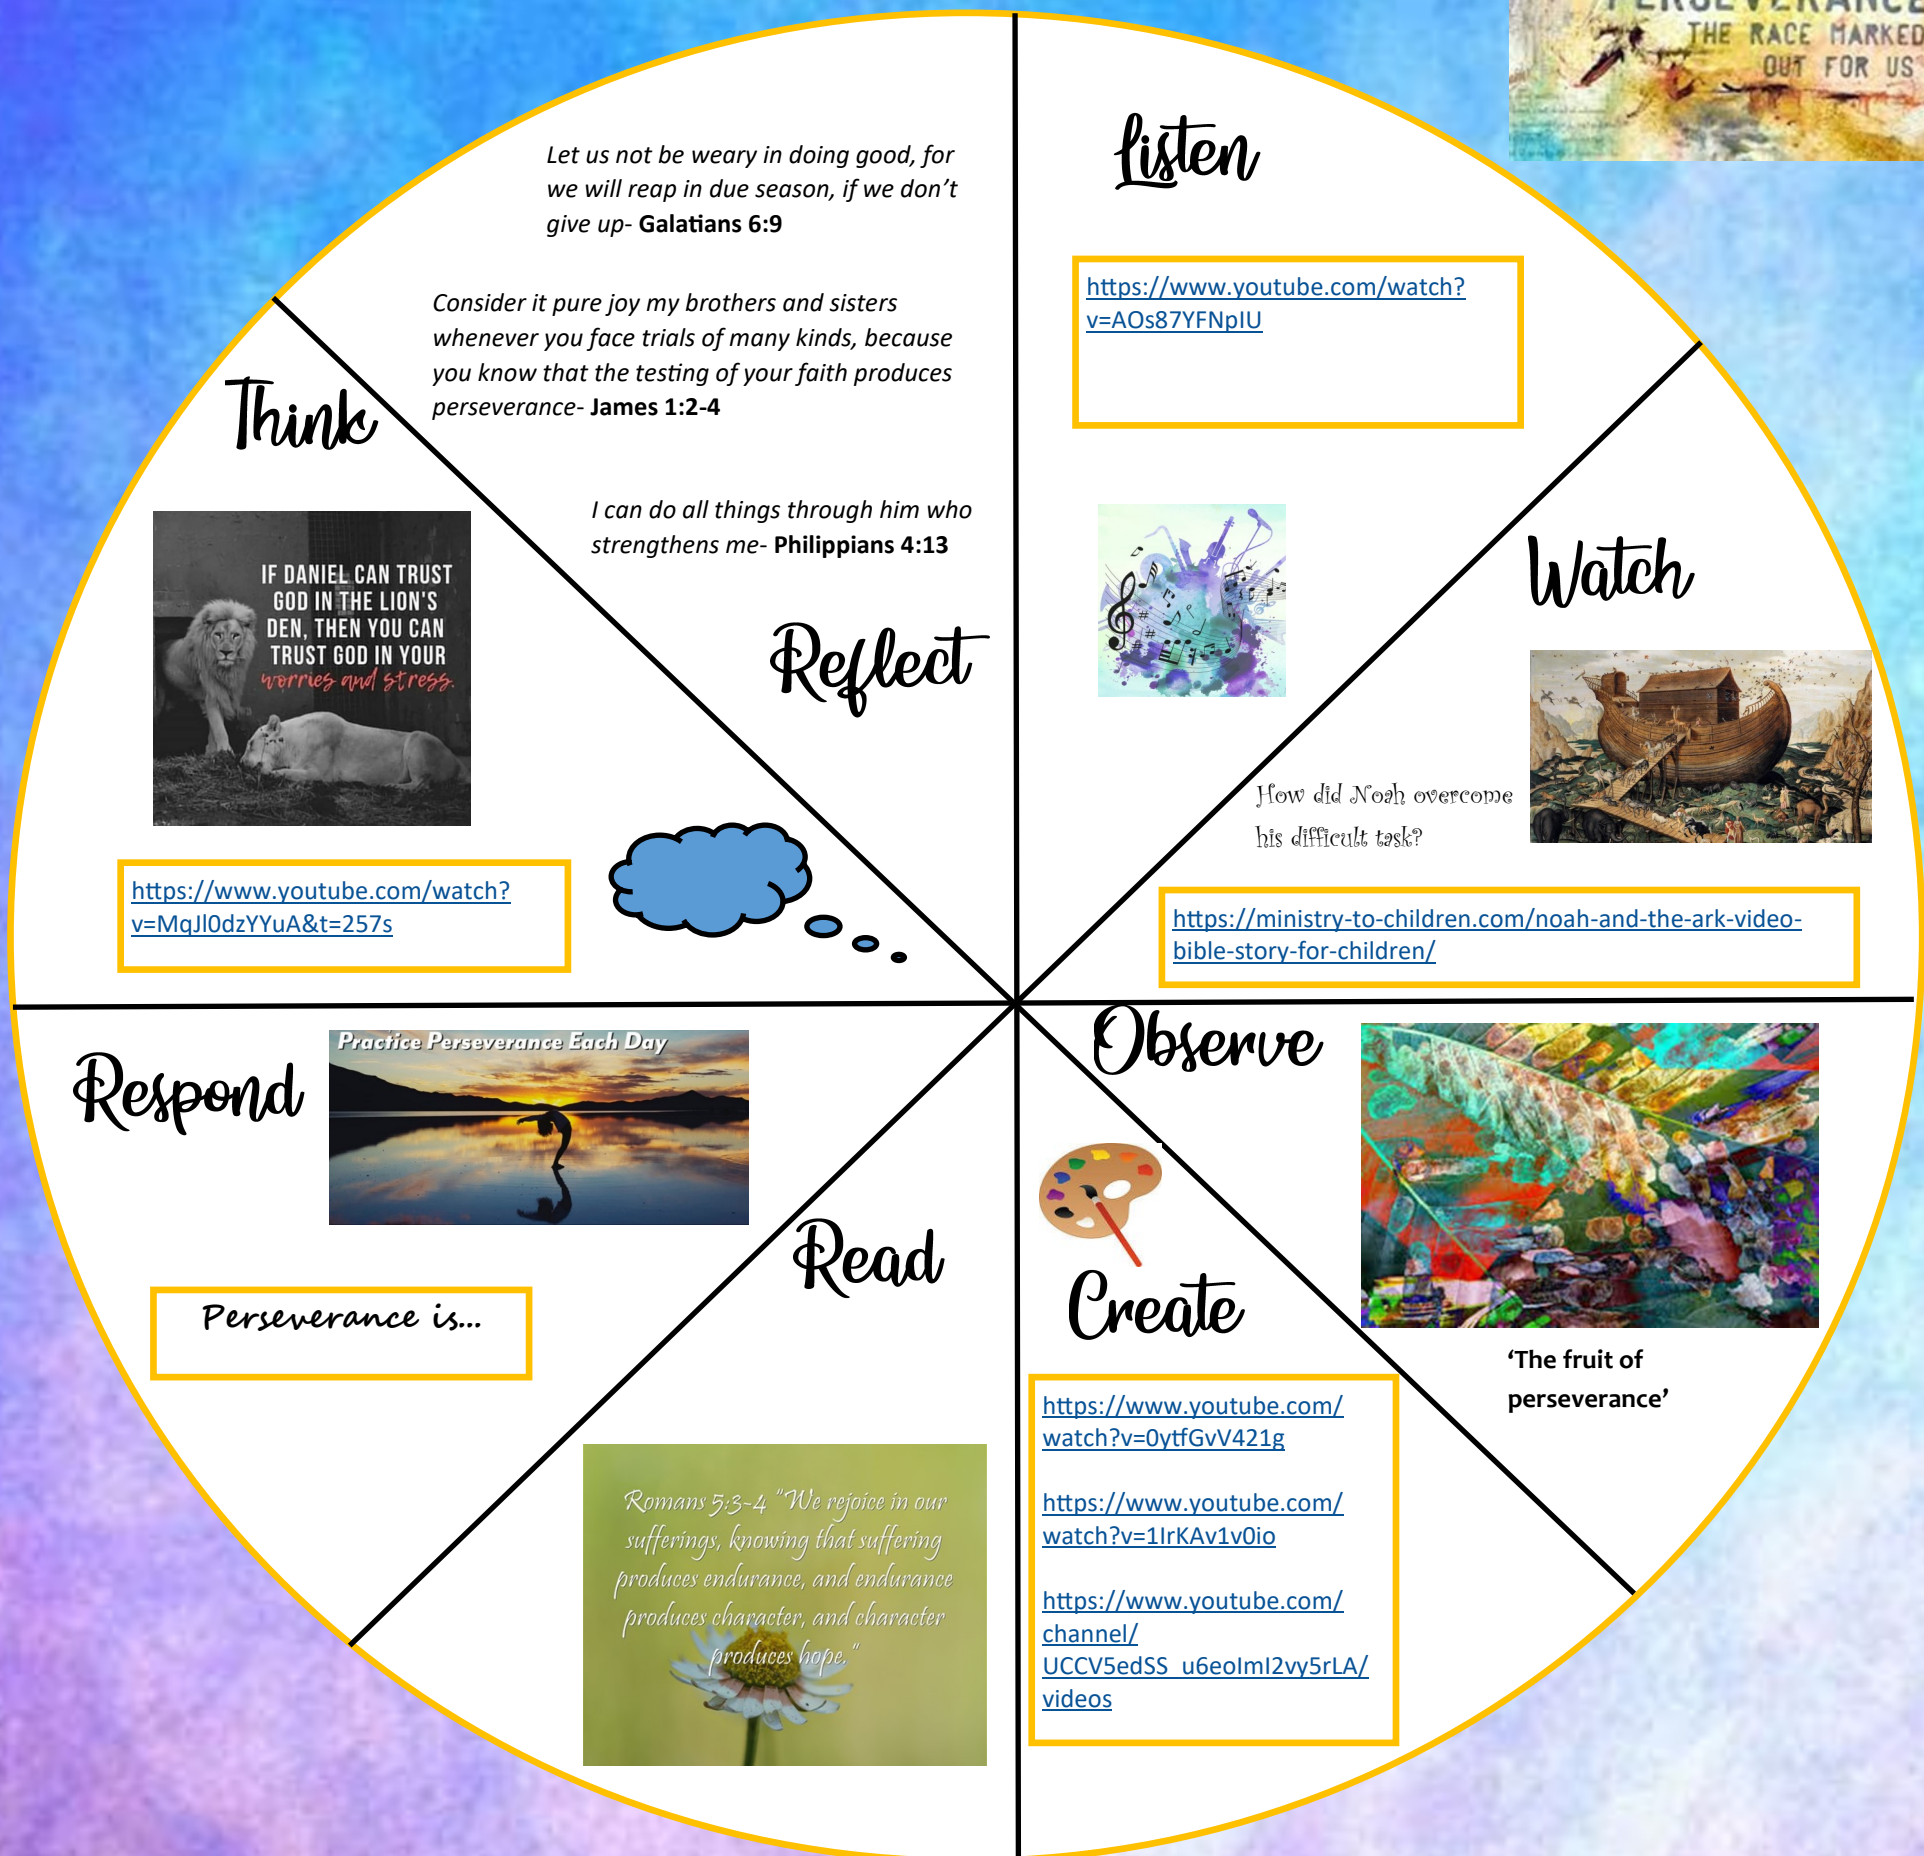 PERSEVERANCE
THE RACE MARKED
OUT FOR US
Let us not be weary in doing good, for
we will reap in due season, if we don’t
give up- Galatians 6:9
Consider it pure joy my brothers and sisters
whenever you face trials of many kinds, because
you know that the testing of your faith produces
perseverance- James 1:2-4
I can do all things through him who
strengthens me- Philippians 4:13
Reflect
Listen
https://www.youtube.com/watch?
v=AOs87YFNpIU
Watch
How did Noah overcome
his difficult task?
https://ministry-to-children.com/noah-and-the-ark-video-
bible-story-for-children/
Think
IF DANIEL CAN TRUST
GOD IN THE LION'S
DEN, THEN YOU CAN
TRUST GOD IN YOUR
worries and stress.
https://www.youtube.com/watch?
v=MqJl0dzYYuA&t=257s
Respond
Practice Perseverance Each Day
Perseverance is...
Read
Romans 5:3-4 "We rejoice in our
sufferings, knowing that suffering
produces endurance, and endurance
produces character, and character
produces hope."
Observe
‘The fruit of
perseverance’
Create
https://www.youtube.com/
watch?v=0ytfGvV421g
https://www.youtube.com/
watch?v=1IrKAv1v0io
https://www.youtube.com/
channel/
UCCV5edSS_u6eoImI2vy5rLA/
videos